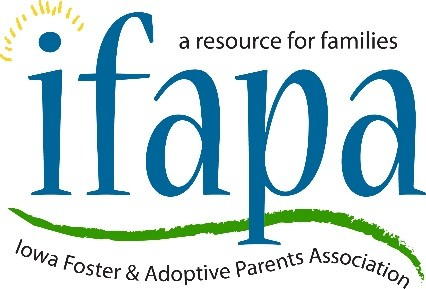 a resource for families
ifapa
Iowa Foster & Adoptive Parents Association